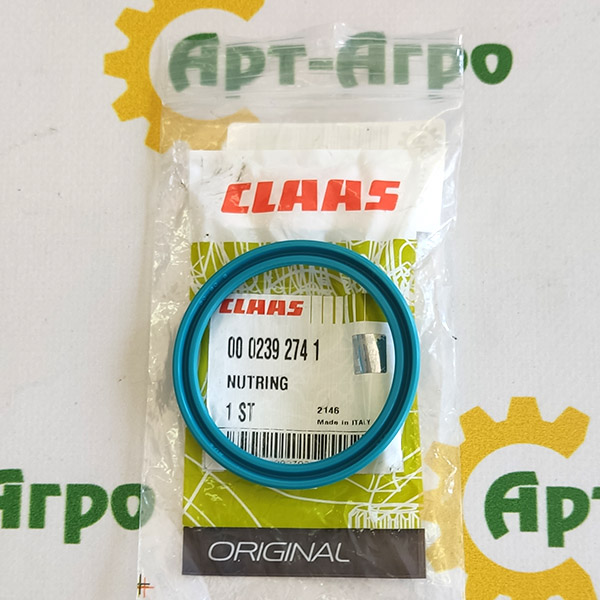 Арт-Агро
CLAAS
CLAAS
00 0239 274 1
NUTRING
1 ST
2146
Made in ITALY
ORIGINAL
Агро
Арт